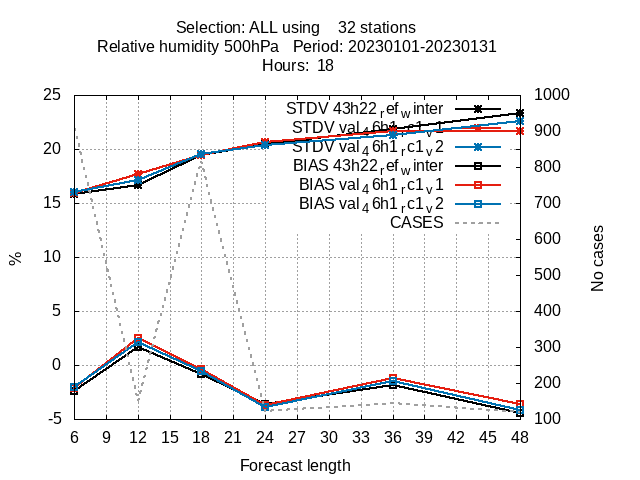 Selection: ALL using 32 stations
Relative humidity 500hPa Period: 20230101-20230131
Hours: 18
STDV 43h22_ref_winter
STDV val_46h1_rc1_v1
STDV val_46h1_rc1_v2
BIAS 43h22_ref_winter
BIAS val_46h1_rc1_v1
BIAS val_46h1_rc1_v2
CASES
25 20 15 10 5 0 -5
%
1000 900 800 700 600 500 400 300 200 100
No cases
6 9 12 15 18 21 24 27 30 33 36 39 42 45 48
Forecast length